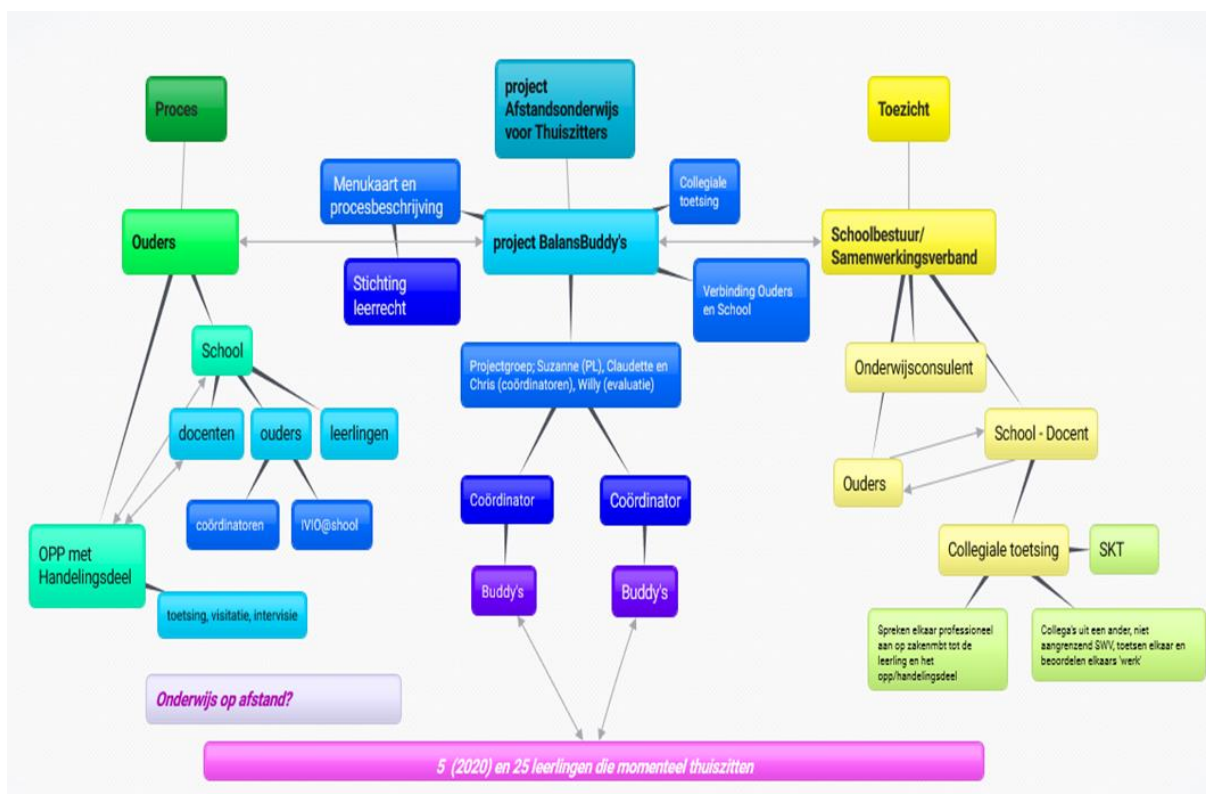 Proces
project
Afstandsonderwijs
voor Thuiszitters
Toezicht
Menukaart en
procesbeschrijving
Collegiale
toetsing
Ouders
project BalansBuddy's
Schoolbestuur/
Samenwerkingsverband
Stichting
leerrecht
Verbinding Ouders
en School
School
Projectgroep; Suzanne (PL), Claudette en
Chris (coördinatoren), Willy (evaluatie)
Onderwijsconsulent
docenten
ouders
leerlingen
School - Docent
Ouders
Coördinator
Coördinator
coördinatoren
IVIO@shool
OPP met
Handelingsdeel
Collegiale toetsing
SKT
Buddy's
Buddy's
toetsing, visitatie, intervisie
Spreken elkaar professioneel
aan op zakenmbt tot de
leerling en het
opp/handelingsdeel
Collega's uit een ander, niet
aangrenzend SWV, toetsen elkaar en
beoordelen elkaars 'werk'
Onderwijs op afstand?
5 (2020) en 25 leerlingen die momenteel thuiszitten